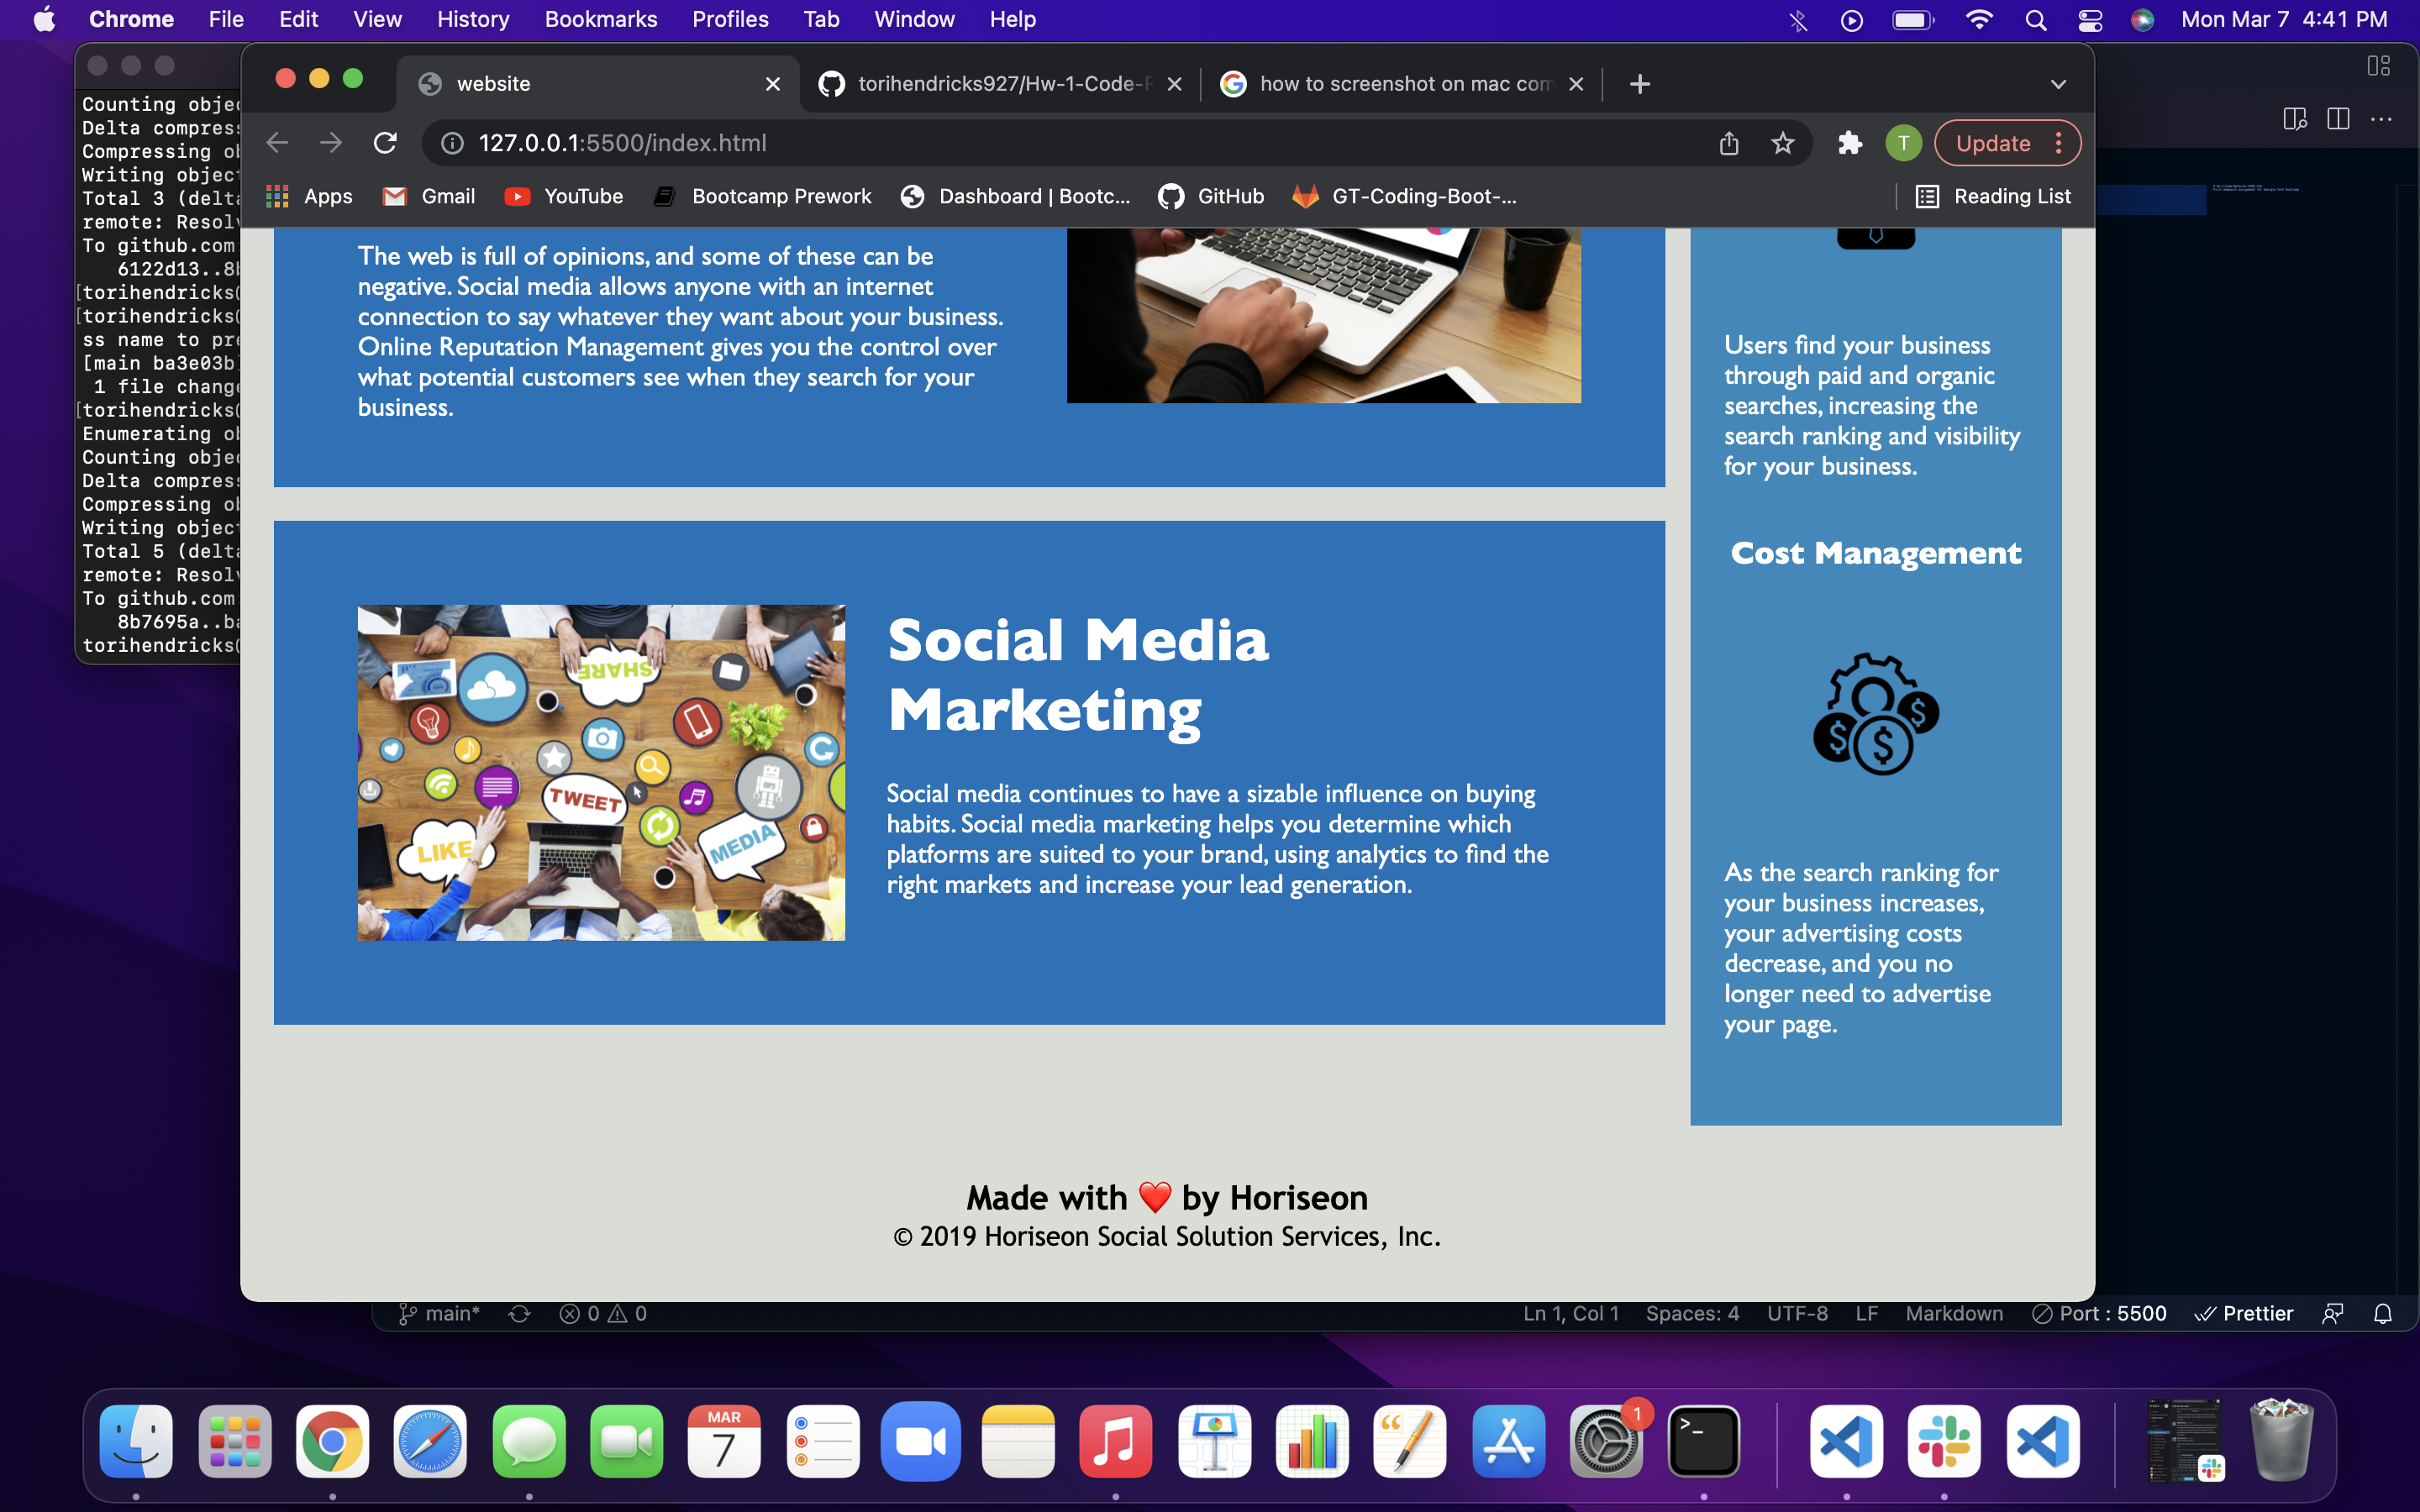 Chrome File Edit View History Bookmarks Profiles Tab Window Help Mon Mar 7 4:41 PM
website
torihendricks927/Hw-1-Code-R
how to screenshot on mac com
127.0.0.1:5500/index.html
Update
Apps Gmail YouTube Bootcamp Prework Dashboard | Bootc... GitHub GT-Coding-Boot-... Reading List
Counting objec
Delta compress
Compressing ob
Writing object
Total 3 (delta
remote: Resolv
To github.com
6122d13..8b
[torihendricks@
[torihendricks@
ss name to pre
[main ba3e03b]
1 file change
[torihendricks@
Enumerating ob
Counting objec
Delta compress
Compressing ob
Writing object
Total 5 (delta
remote: Resolv
To github.com
8b7695a..ba
torihendricks@
The web is full of opinions, and some of these can be
negative. Social media allows anyone with an internet
connection to say whatever they want about your business.
Online Reputation Management gives you the control over
what potential customers see when they search for your
business.
SHARE
TWEET
LIKE
MEDIA
Social Media
Marketing
Social media continues to have a sizable influence on buying
habits. Social media marketing helps you determine which
platforms are suited to your brand, using analytics to find the
right markets and increase your lead generation.
Users find your business
through paid and organic
searches, increasing the
search ranking and visibility
for your business.
Cost Management
$ $ $
As the search ranking for
your business increases,
your advertising costs
decrease, and you no
longer need to advertise
your page.
Made with ❤️ by Horiseon
© 2019 Horiseon Social Solution Services, Inc.
main* 0 0 Ln 1, Col 1 Spaces: 4 UTF-8 LF Markdown Port : 5500 Prettier
MAR
7
1